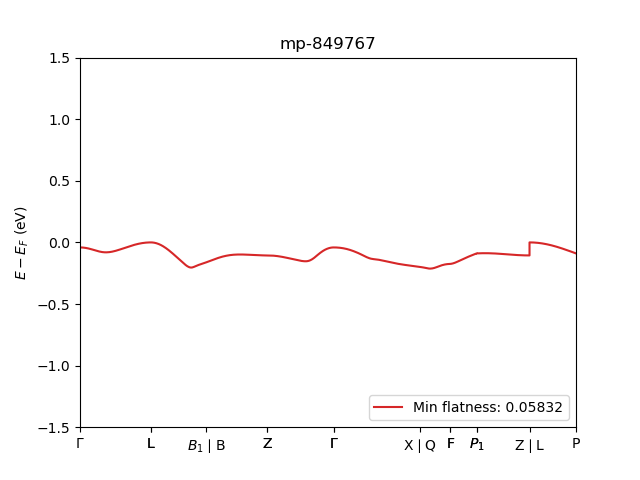 mp-849767
E − E_F (eV)
1.5
1.0
0.5
0.0
−0.5
−1.0
−1.5
Min flatness: 0.05832
Γ L B₁ | B Z Γ X | Q F P₁ Z | L P